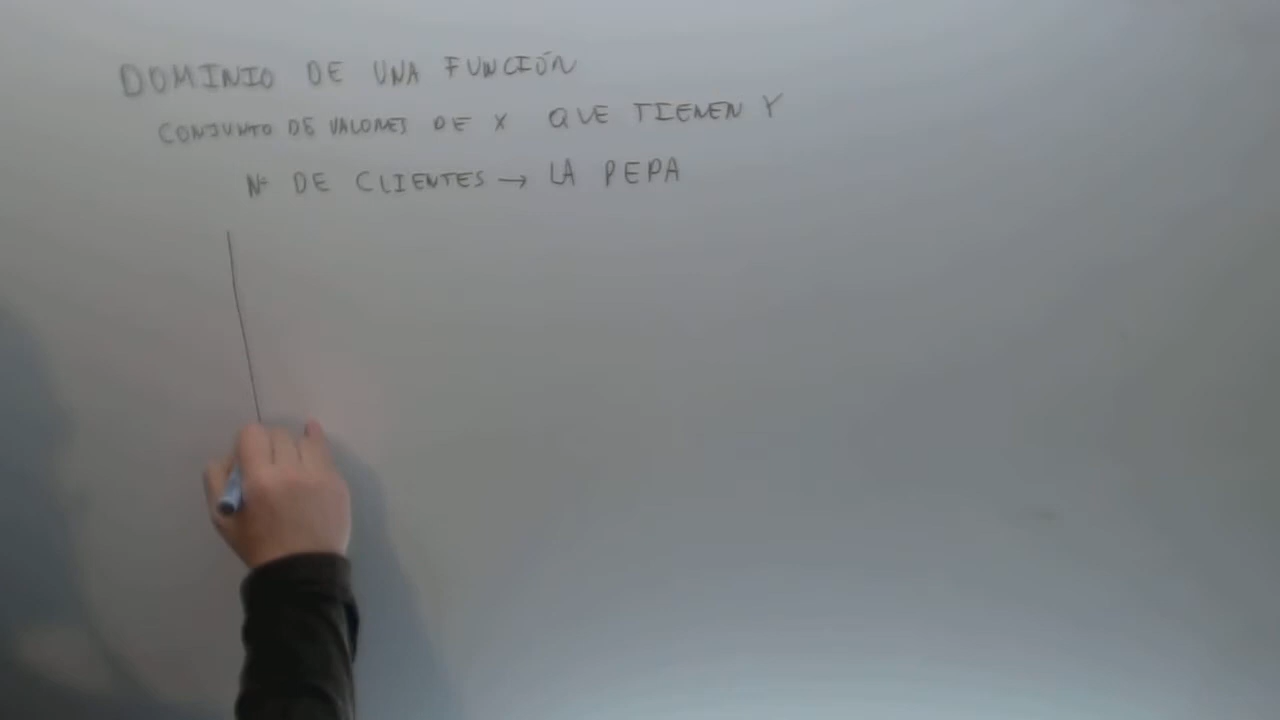 DOMINIO DE UNA FUNCIÓN
CONJUNTO DE VALORES DE X QUE TIENEN Y
Nº DE CLIENTES → LA PEPA